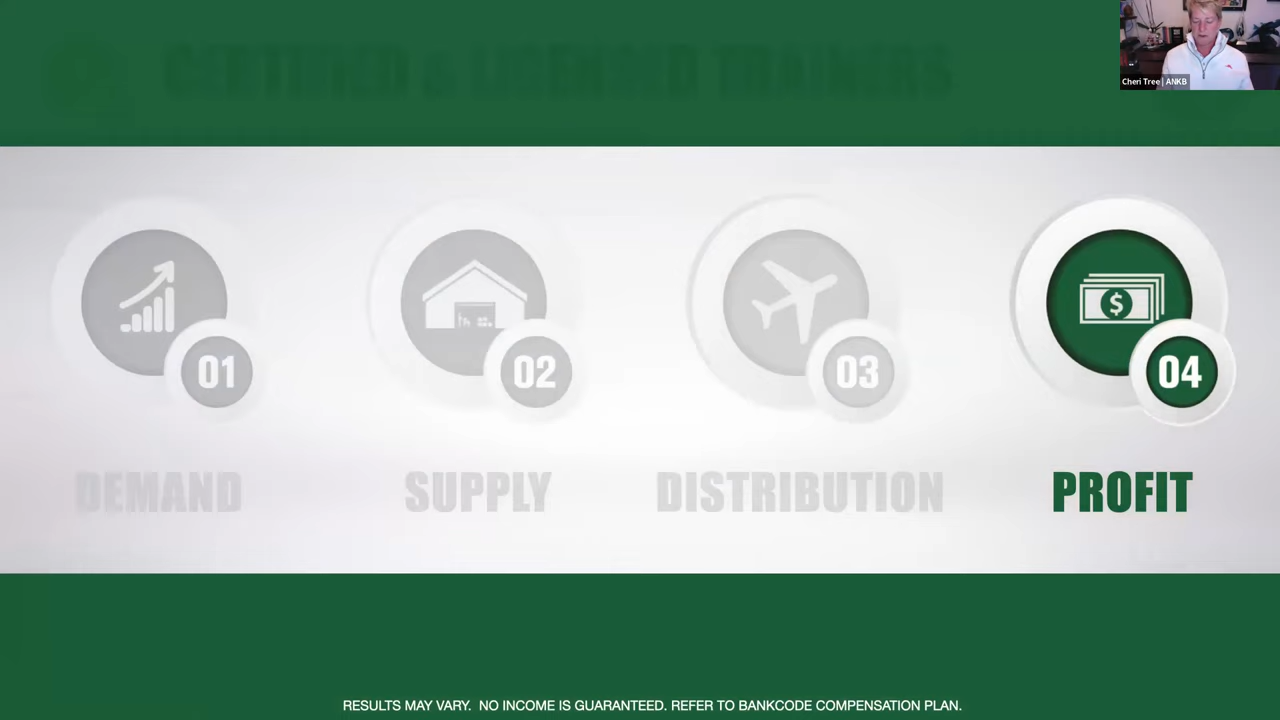 Cheri Tree | ANKB
01
02
03
04
DEMAND
SUPPLY
DISTRIBUTION
PROFIT
RESULTS MAY VARY. NO INCOME IS GUARANTEED. REFER TO BANKCODE COMPENSATION PLAN.